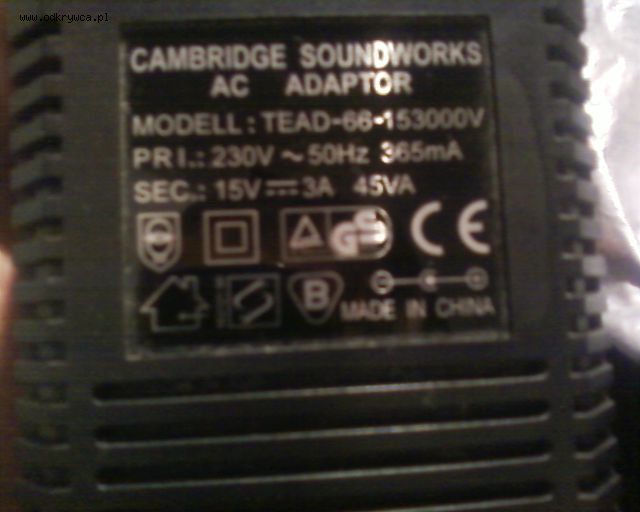 www.odkrywca.pl
CAMBRIDGE SOUNDWORKS
AC ADAPTOR
MODELL: TEAD-66-153000V
PRI.: 230V ~ 50Hz 365mA
SEC.: 15V⎓3A 45VA
GS CE
B
MADE IN CHINA